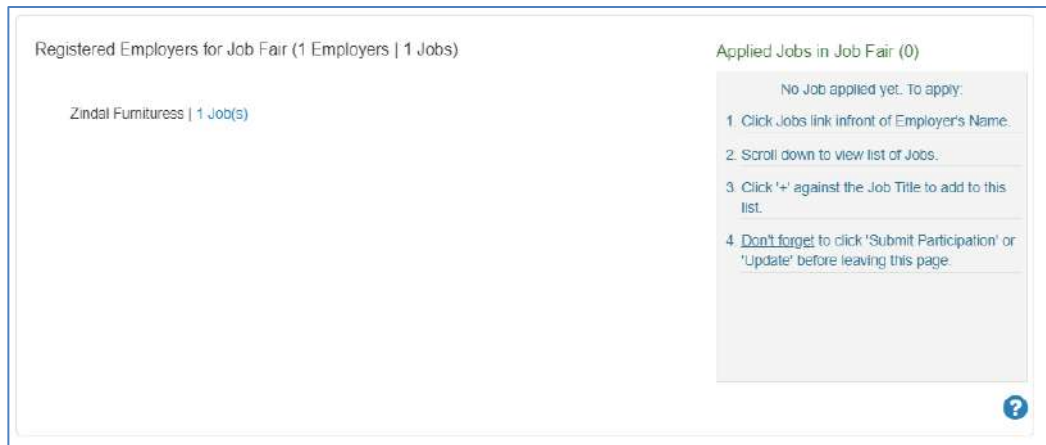 Registered Employers for Job Fair (1 Employers | 1 Jobs)
Zindal Furnituress | 1 Job(s)
Applied Jobs in Job Fair (0)
No Job applied yet. To apply:
1. Click Jobs link infront of Employer's Name.
2. Scroll down to view list of Jobs.
3. Click '+' against the Job Title to add to this
list.
4. Don't forget to click 'Submit Participation' or
'Update' before leaving this page.
?